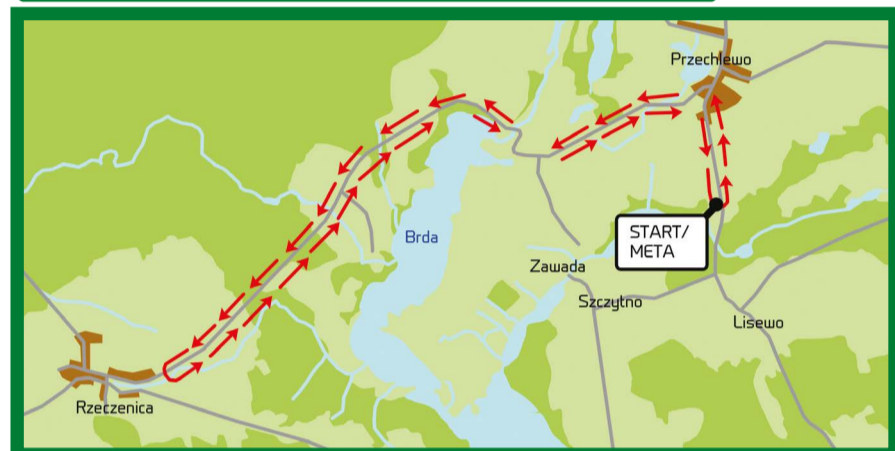 Przechlewo
Brda
START/
META
Zawada
Szczytno
Lisewo
Rzeczenica